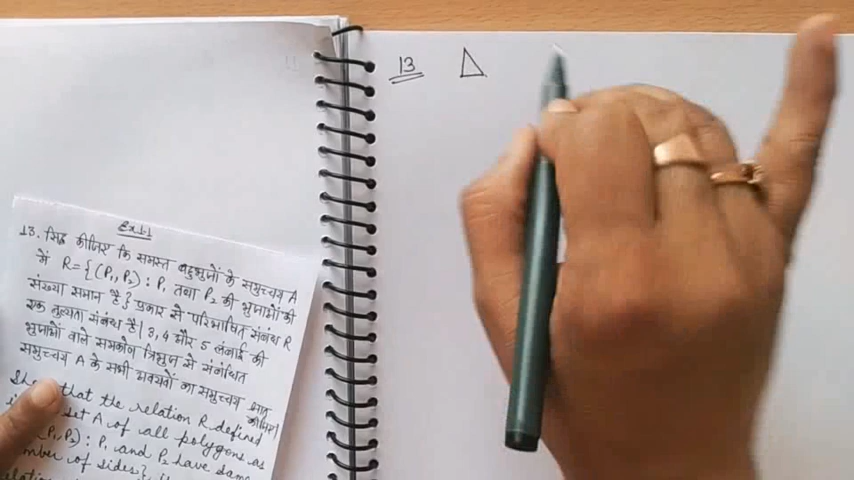 13
Ex 1.1
13. सिद्ध कीजिए कि समस्त बहुभुजों के समुच्चय A
में R = {(P₁, P₂) : P₁ तथा P₂ की भुजाओं की
संख्या समान है} प्रकार से परिभाषित संबंध R
एक तुल्यता संबंध है। 3, 4 और 5 लंबाई की
भुजाओं वाले समकोण त्रिभुज से संबंधित
समुच्चय A के सभी अवयवों का समुच्चय ज्ञात
कीजिए।
Show that the relation R defined
set A of all polygons as
P₁, P₂) : P₁ and P₂ have same
mber of sides},